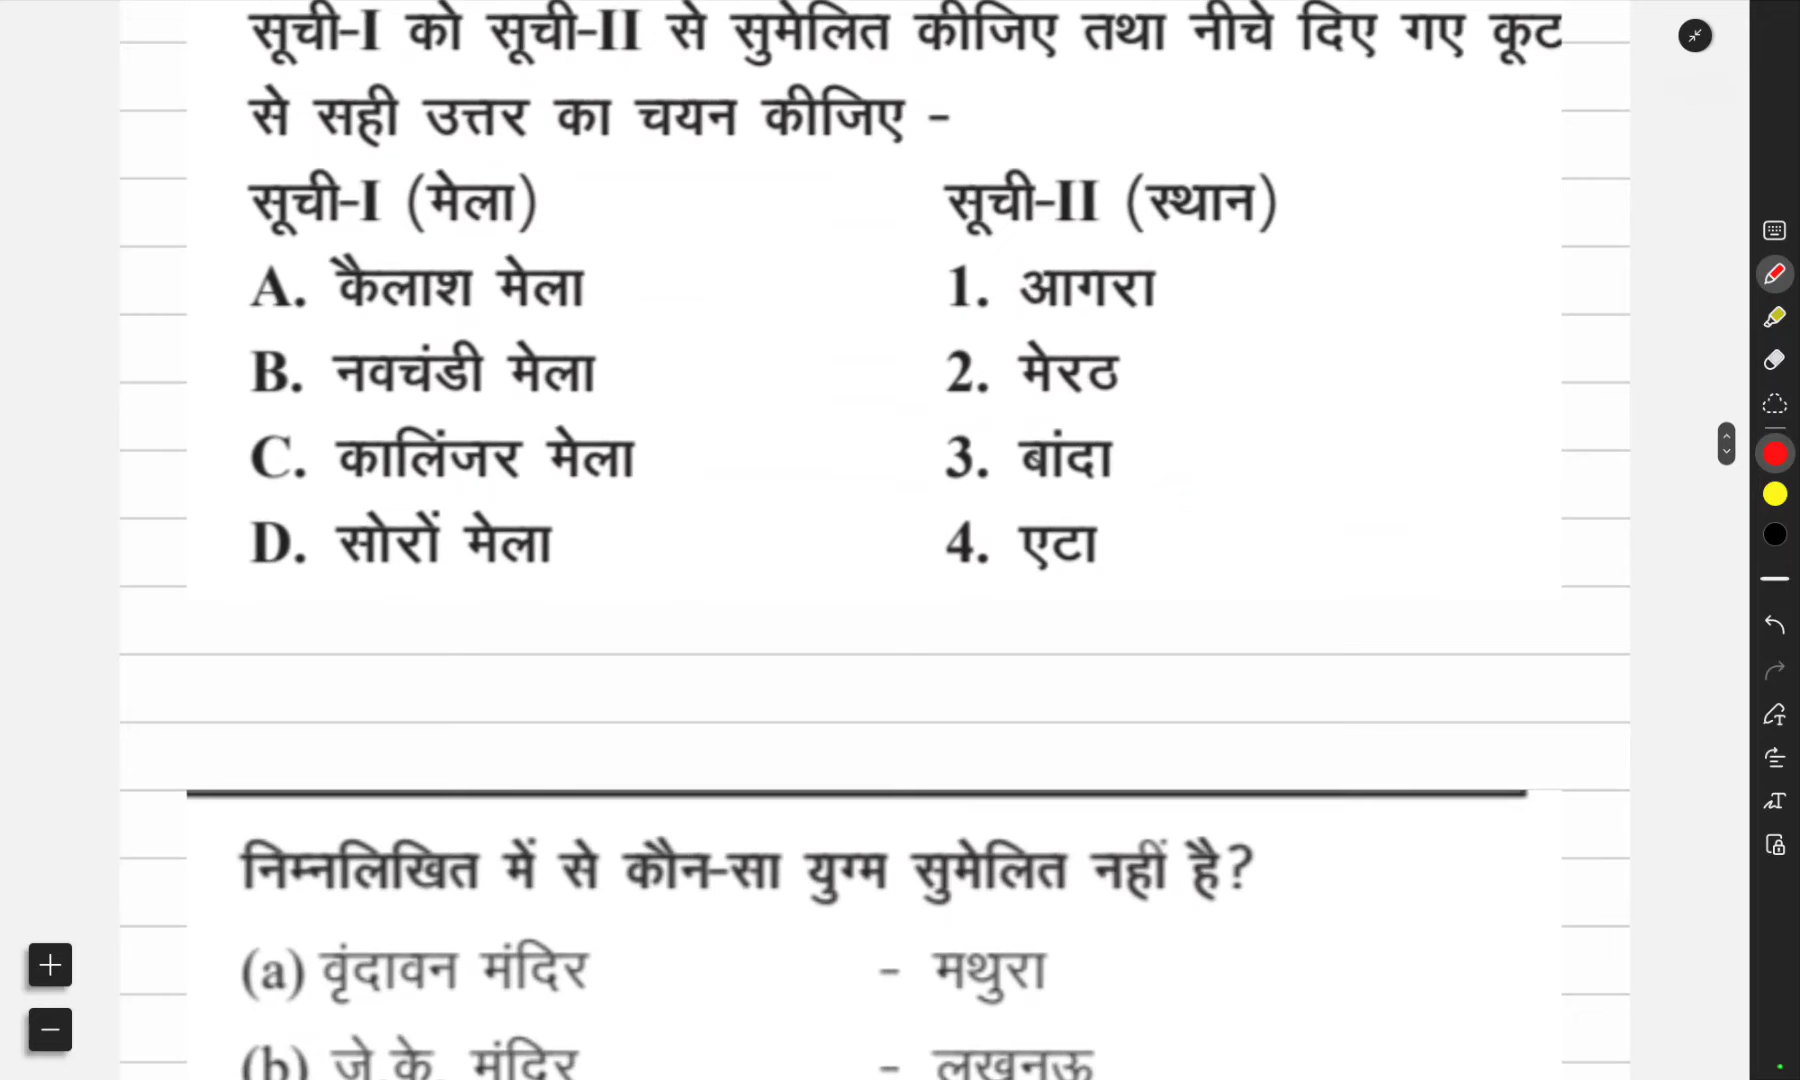 सूची-I को सूची-II से सुमेलित कीजिए तथा नीचे दिए गए कूट
से सही उत्तर का चयन कीजिए -
सूची-I (मेला) सूची-II (स्थान)
A. कैलाश मेला 1. आगरा
B. नवचंडी मेला 2. मेरठ
C. कालिंजर मेला 3. बांदा
D. सोरों मेला 4. एटा
निम्नलिखित में से कौन-सा युग्म सुमेलित नहीं है?
(a) वृंदावन मंदिर - मथुरा
(b) जे.के. मंदिर - लखनऊ